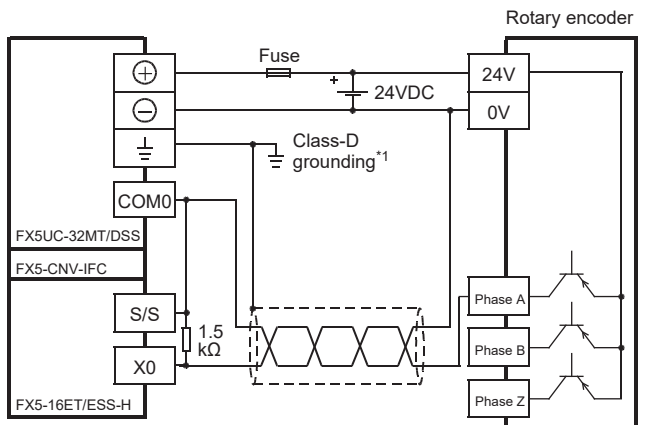 Rotary encoder
Fuse
24V
+
24VDC
0V
Class-D
grounding*1
COM0
FX5UC-32MT/DSS
FX5-CNV-IFC
S/S
1.5
kΩ
X0
FX5-16ET/ESS-H
Phase A
Phase B
Phase Z